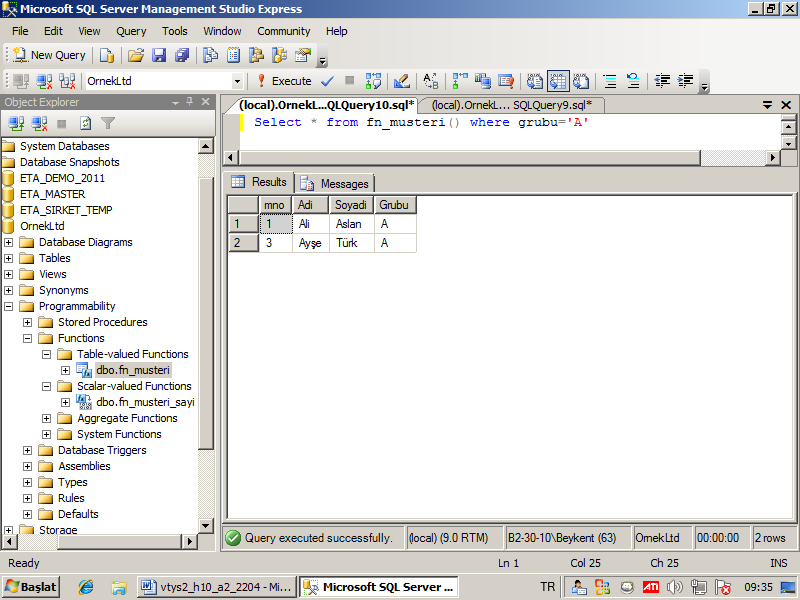 Microsoft SQL Server Management Studio Express
File Edit View Query Tools Window Community Help
New Query
OrnekLtd Execute
Object Explorer
System Databases
Database Snapshots
ETA_DEMO_2011
ETA_MASTER
ETA_SIRKET_TEMP
OrnekLtd
Database Diagrams
Tables
Views
Synonyms
Programmability
Stored Procedures
Functions
Table-valued Functions
dbo.fn_musteri
Scalar-valued Functions
dbo.fn_musteri_sayi
Aggregate Functions
System Functions
Database Triggers
Assemblies
Types
Rules
Defaults
Storage
(local).OrnekL...QLQuery10.sql* (local).OrnekL... SQLQuery9.sql*
Select * from fn_musteri() where grubu='A'
Results Messages
mno Adi Soyadi Grubu
1 1 Ali Aslan A
2 3 Ayşe Türk A
Query executed successfully. (local) (9.0 RTM) B2-30-10\Beykent (63) OrnekLtd 00:00:00 2 rows
Ready Ln 1 Col 25 Ch 25 INS
Başlat vtys2_h10_a2_2204 - Mi... Microsoft SQL Server ... TR ATI 09:35